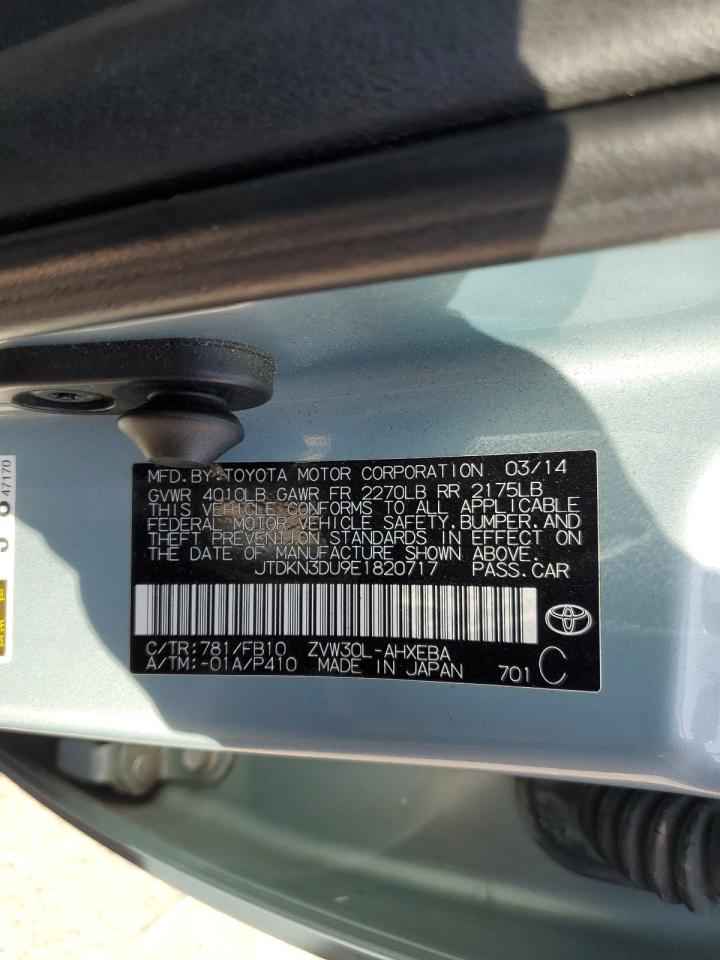 MFD. BY: TOYOTA MOTOR CORPORATION 03/14
GVWR 4010LB GAWR FR 2270LB RR 2175LB
THIS VEHICLE CONFORMS TO ALL APPLICABLE
FEDERAL MOTOR VEHICLE SAFETY, BUMPER, AND
THEFT PREVENTION STANDARDS IN EFFECT ON
THE DATE OF MANUFACTURE SHOWN ABOVE.
JTDKN3DU9E1820717 PASS.CAR
C/TR:781/FB10 ZVW30L-AHXEBA
A/TM:-01A/P410 MADE IN JAPAN 701 C
47170